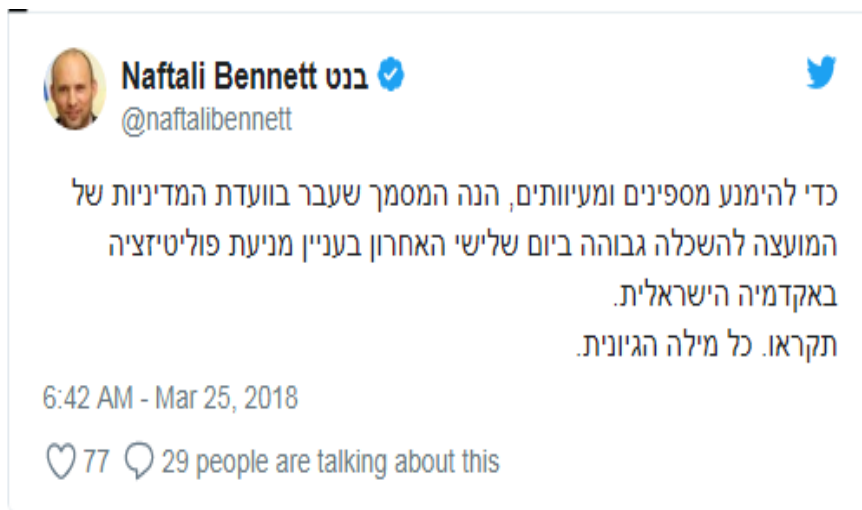 Naftali Bennett בנט
@naftalibennett
כדי להימנע מספינים ומעיוותים, הנה המסמך שעבר בוועדת המדיניות של
המועצה להשכלה גבוהה ביום שלישי האחרון בעניין מניעת פוליטיזציה
באקדמיה הישראלית.
תקראו. כל מילה הגיונית.
6:42 AM - Mar 25, 2018
77 29 people are talking about this